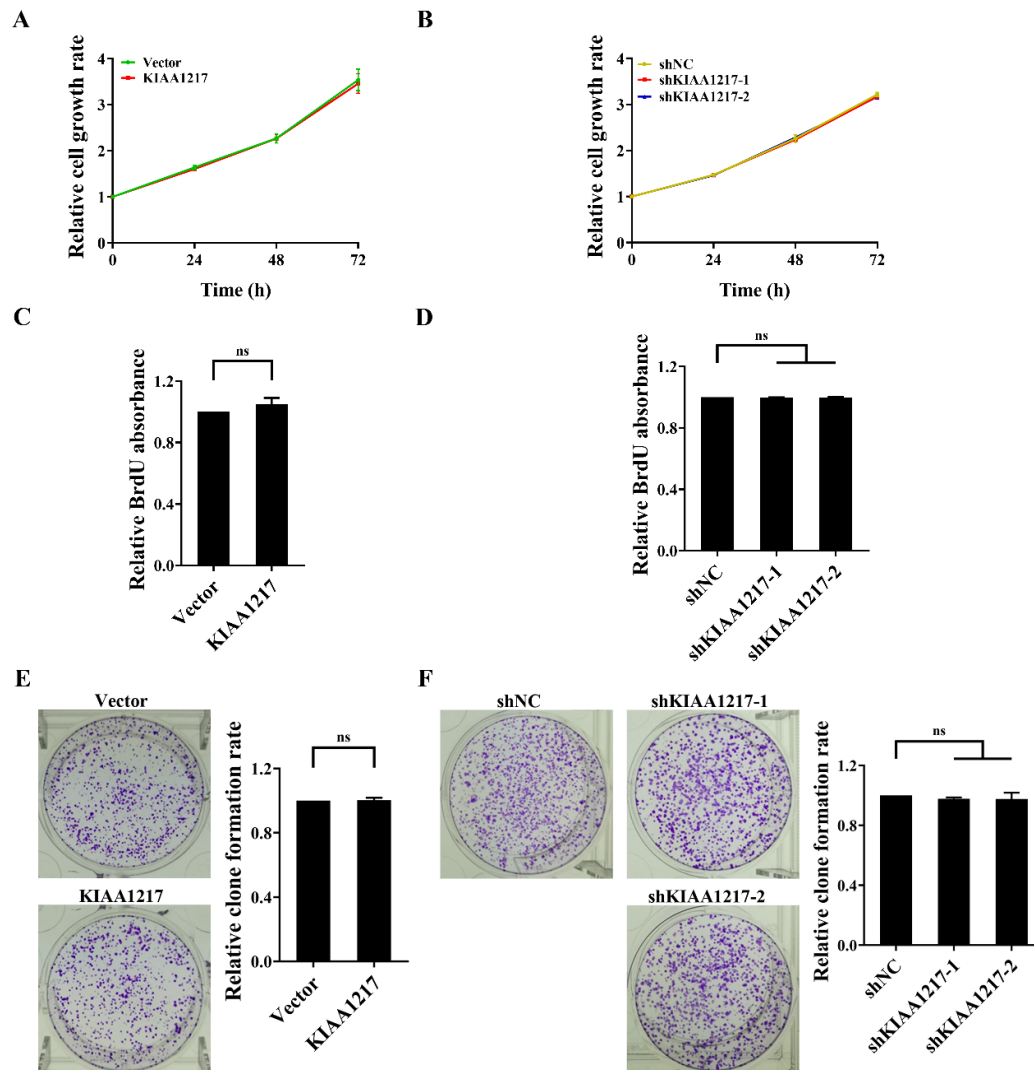 A
Relative cell growth rate
4
3
2
1
0
Vector
KIAA1217
0
24
48
72
Time (h)
B
Relative cell growth rate
4
3
2
1
0
shNC
shKIAA1217-1
shKIAA1217-2
0
24
48
72
Time (h)
C
Relative BrdU absorbance
1.2
0.8
0.4
0.0
ns
Vector
KIAA1217
D
Relative BrdU absorbance
1.2
0.8
0.4
0.0
ns
shNC
shKIAA1217-1
shKIAA1217-2
E
Vector
KIAA1217
Relative clone formation rate
1.2
0.8
0.4
0.0
ns
Vector
KIAA1217
F
shNC
shKIAA1217-1
shKIAA1217-2
Relative clone formation rate
1.2
0.8
0.4
0.0
ns
shNC
shKIAA1217-1
shKIAA1217-2